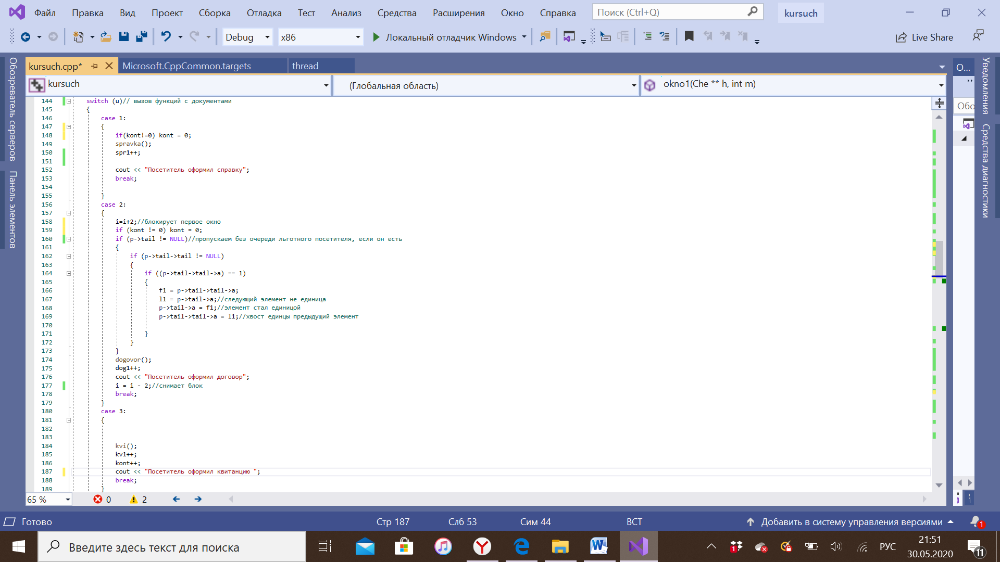 Файл Правка Вид Проект Сборка Отладка Тест Анализ Средства Расширения Окно Справка Поиск (Ctrl+Q) kursuch
Debug x86 Локальный отладчик Windows Live Share
Обозреватель серверов
Панель элементов
kursuch.cpp* Microsoft.CppCommon.targets thread
kursuch (Глобальная область) okno1(Che ** h, int m)
144 switch (u)// вызов функций с документами
145 {
146 case 1:
147 {
148 if(kont!=0) kont = 0;
149 spravka();
150 spr1++;
151
152 cout << "Посетитель оформил справку";
153 break;
154
155 }
156 case 2:
157 {
158 i=i+2;//блокирует первое окно
159 if (kont != 0) kont = 0;
160 if (p->tail != NULL)//пропускаем без очереди льготного посетителя, если он есть
161 {
162 if (p->tail->tail != NULL)
163 {
164 if ((p->tail->tail->a) == 1)
165 {
166 f1 = p->tail->tail->a;
167 l1 = p->tail->a;//следующий элемент не единица
168 p->tail->a = f1;//элемент стал единицой
169 p->tail->tail->a = l1;//хвост единцы предыдущий элемент
170
171 }
172 }
173 }
174 dogovor();
175 dog1++;
176 cout << "Посетитель оформил договор";
177 i = i - 2;//снимает блок
178 break;
179 }
180 case 3:
181 {
182
183
184 kvi();
185 kv1++;
186 kont++;
187 cout << "Посетитель оформил квитанцию ";
188 break;
189 }
О...
Обо
Уведомления
Средства диагностики
65 % 0 2
Готово Стр 187 Слб 53 Сим 44 ВСТ Добавить в систему управления версиями 1
Введите здесь текст для поиска 1 РУС 21:51
30.05.2020 11